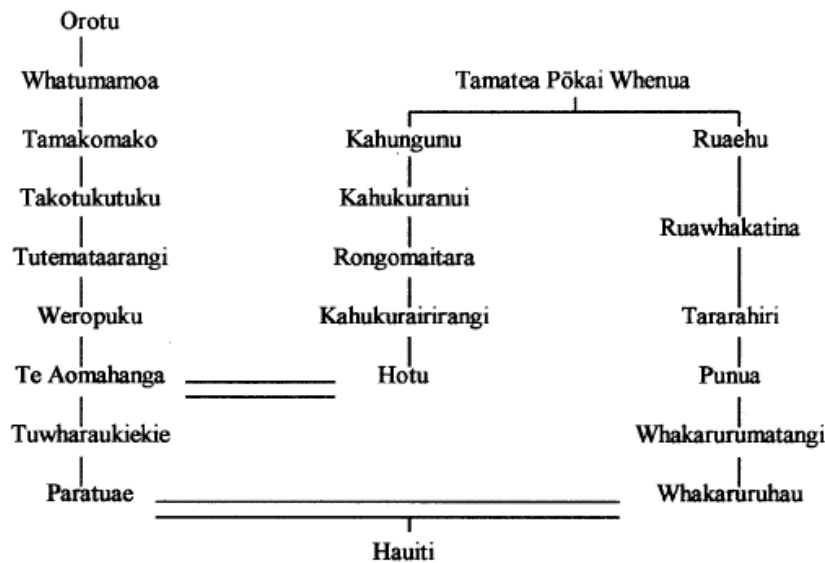 Orotu
Whatumamoa Tamatea Pōkai Whenua
Tamakomako Kahungunu Ruaehu
Takotukutuku Kahukuranui
Ruawhakatina
Tutemataarangi Rongomaitara
Weropuku Kahukurairirangi Tararahiri
Te Aomahanga Hotu Punua
Tuwharaukiekie Whakarurumatangi
Paratuae Whakaruruhau
Hauiti